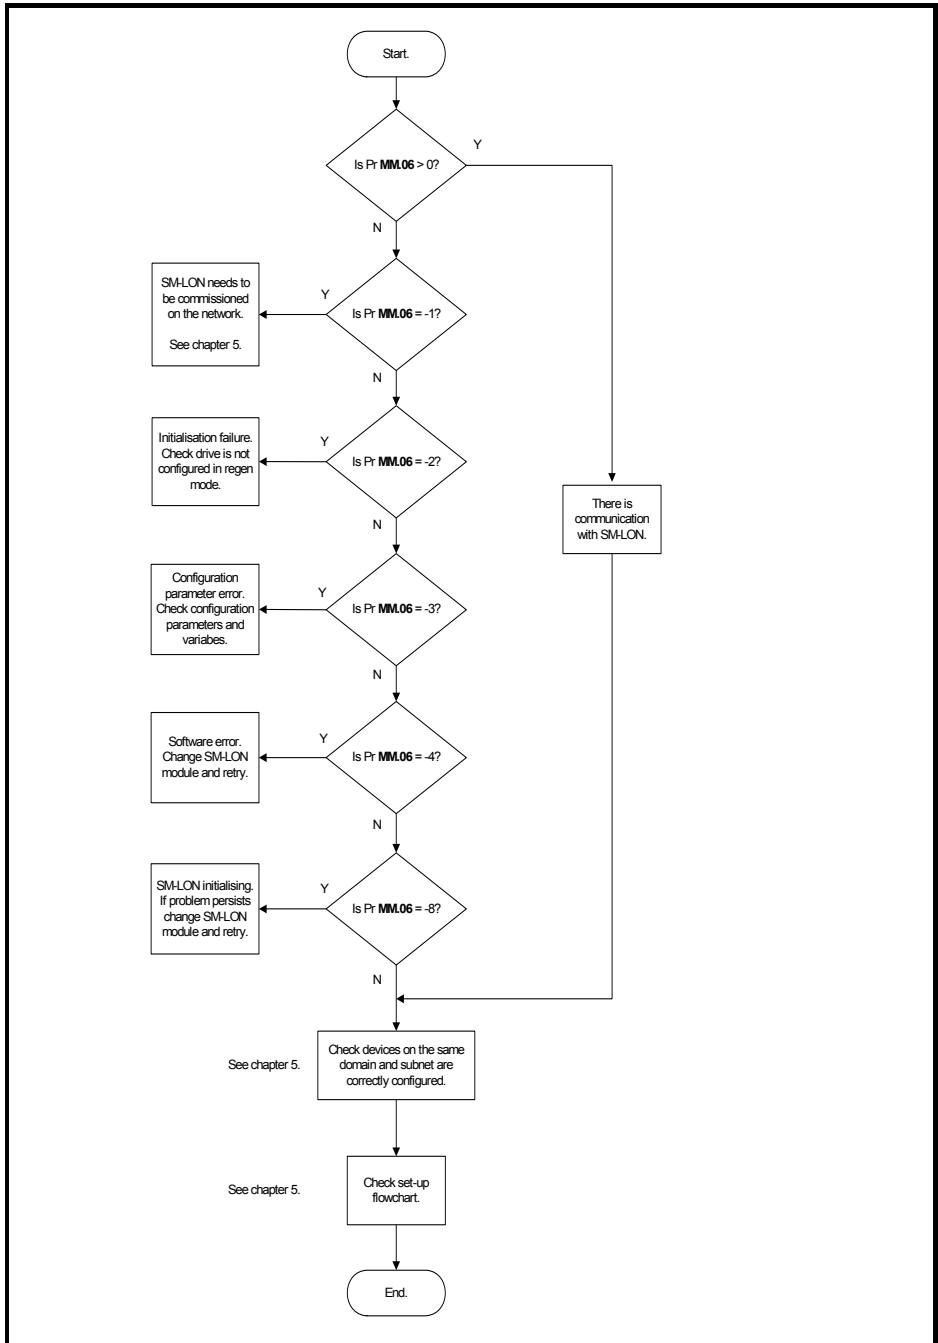 Start.
Is Pr MM.06 > 0?
Y
N
SM-LON needs to
be commissioned
on the network.
See chapter 5.
Y
Is Pr MM.06 = -1?
N
Initialisation failure.
Check drive is not
configured in regen
mode.
Y
Is Pr MM.06 = -2?
There is
communication
with SM-LON.
N
Configuration
parameter error.
Check configuration
parameters and
variabes.
Y
Is Pr MM.06 = -3?
N
Software error.
Change SM-LON
module and retry.
Y
Is Pr MM.06 = -4?
N
SM-LON initialising.
If problem persists
change SM-LON
module and retry.
Y
Is Pr MM.06 = -8?
N
See chapter 5.
Check devices on the same
domain and subnet are
correctly configured.
See chapter 5.
Check set-up
flowchart.
End.